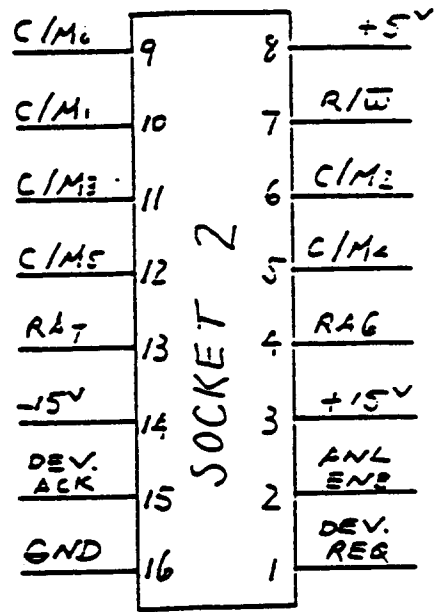 C/M0 9 8 +5V
C/M1 10 7 R/W̅
C/M3 11 6 C/M2
C/M5 12 5 C/M4
RA7 13 4 RA6
-15V 14 3 +15V
DEV. ACK 15 2 ANL ENB
GND 16 1 DEV. REQ
SOCKET 2